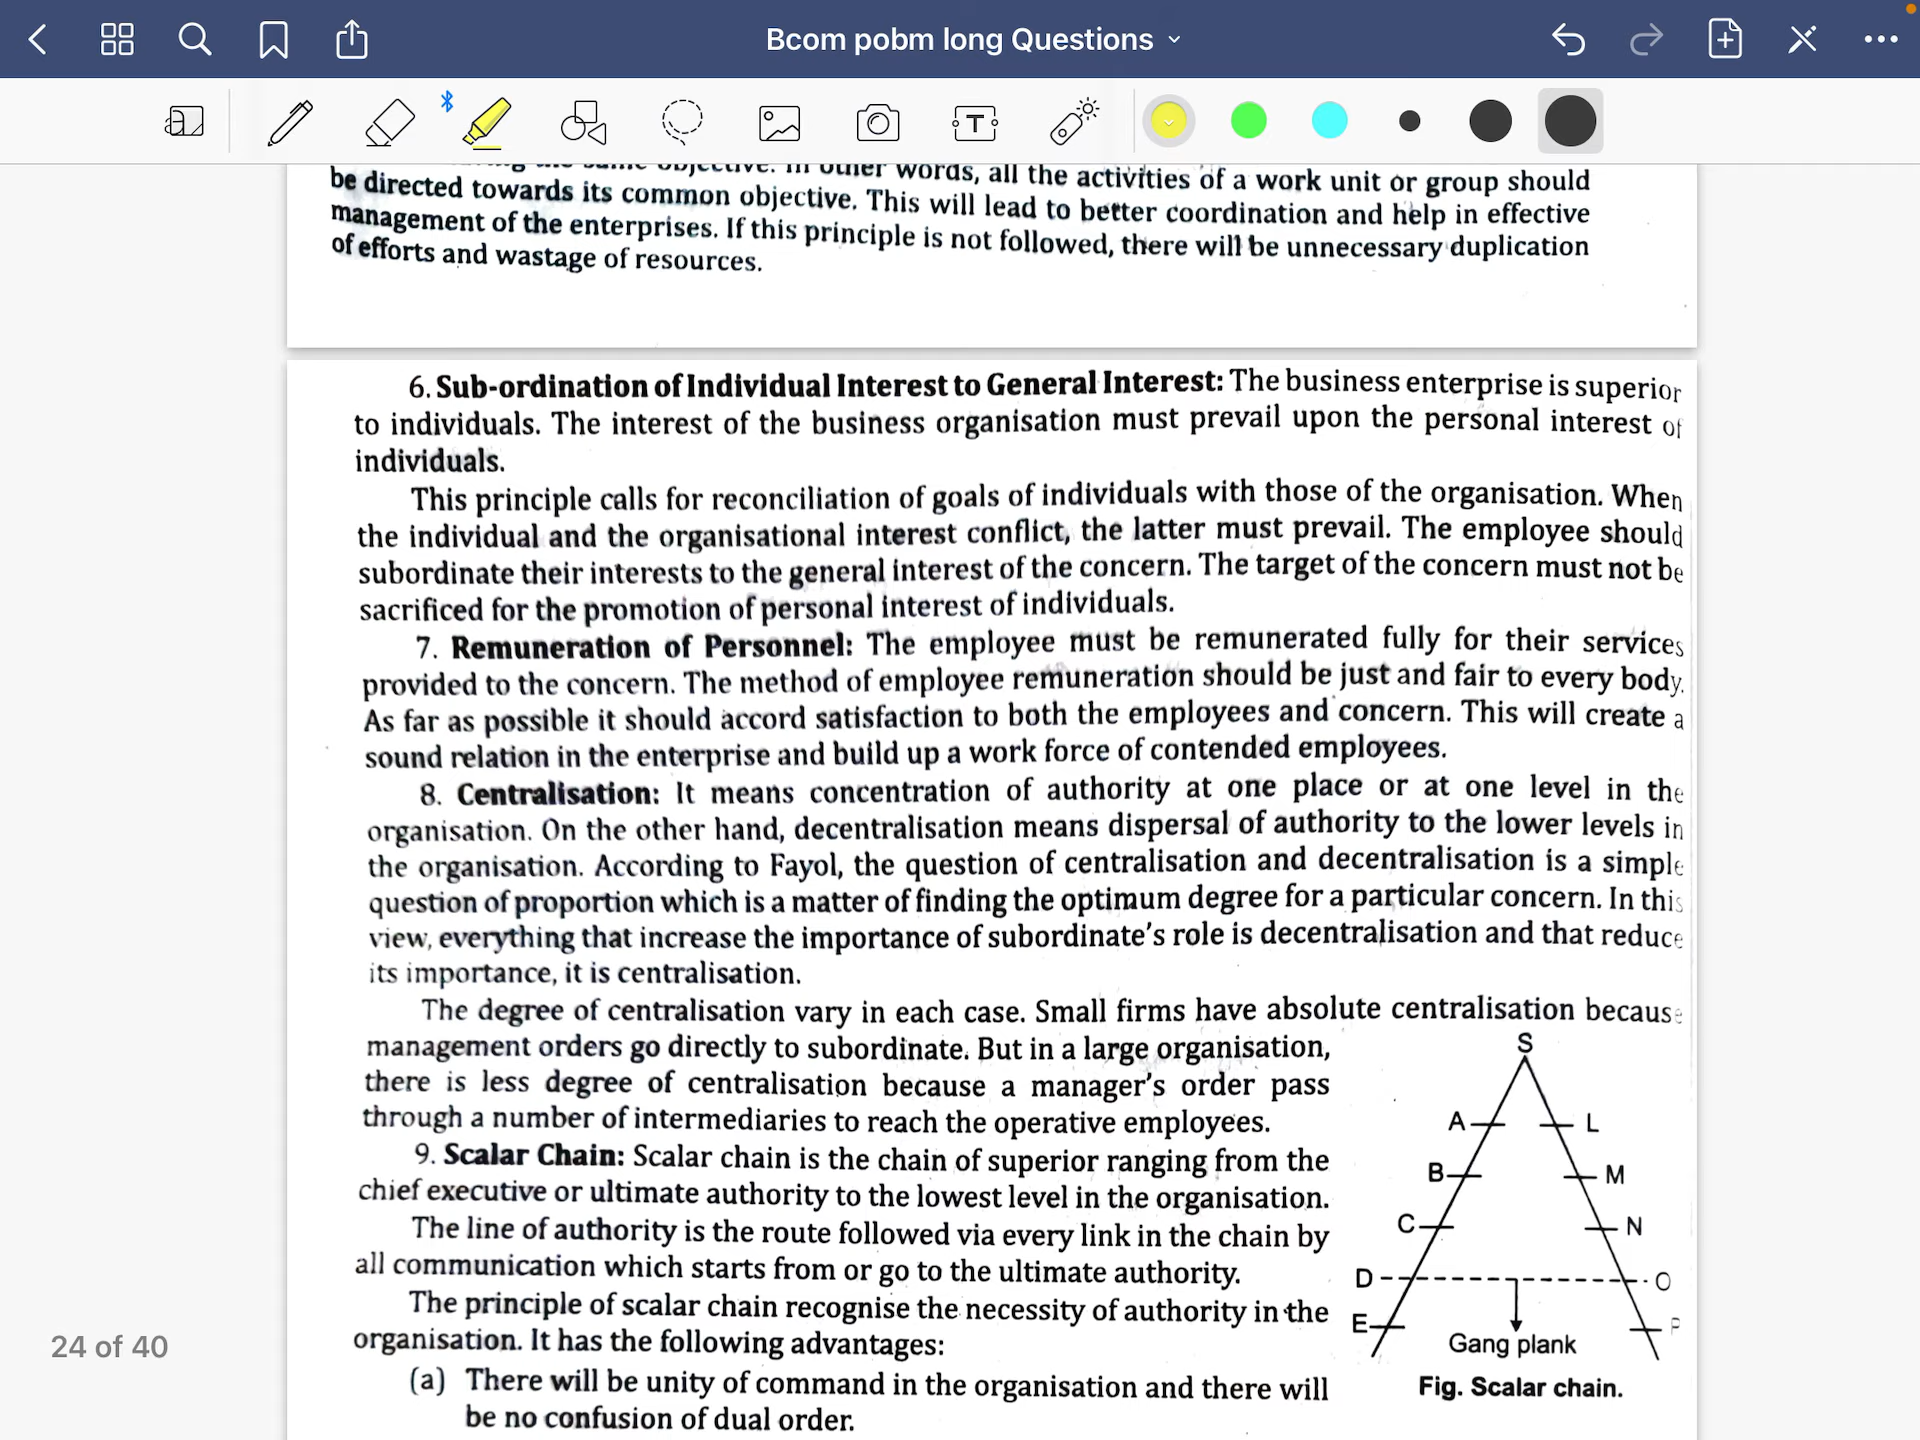 Bcom pobm long Questions
objective. In other words, all the activities of a work unit or group should
be directed towards its common objective. This will lead to better coordination and help in effective
management of the enterprises. If this principle is not followed, there will be unnecessary duplication
of efforts and wastage of resources.
6. Sub-ordination of Individual Interest to General Interest: The business enterprise is superior
to individuals. The interest of the business organisation must prevail upon the personal interest of
individuals.
This principle calls for reconciliation of goals of individuals with those of the organisation. When
the individual and the organisational interest conflict, the latter must prevail. The employee should
subordinate their interests to the general interest of the concern. The target of the concern must not be
sacrificed for the promotion of personal interest of individuals.
7. Remuneration of Personnel: The employee must be remunerated fully for their services
provided to the concern. The method of employee remuneration should be just and fair to every body.
As far as possible it should accord satisfaction to both the employees and concern. This will create a
sound relation in the enterprise and build up a work force of contended employees.
8. Centralisation: It means concentration of authority at one place or at one level in the
organisation. On the other hand, decentralisation means dispersal of authority to the lower levels in
the organisation. According to Fayol, the question of centralisation and decentralisation is a simple
question of proportion which is a matter of finding the optimum degree for a particular concern. In this
view, everything that increase the importance of subordinate's role is decentralisation and that reduce
its importance, it is centralisation.
The degree of centralisation vary in each case. Small firms have absolute centralisation because
management orders go directly to subordinate. But in a large organisation,
there is less degree of centralisation because a manager's order pass
through a number of intermediaries to reach the operative employees.
9. Scalar Chain: Scalar chain is the chain of superior ranging from the
chief executive or ultimate authority to the lowest level in the organisation.
The line of authority is the route followed via every link in the chain by
all communication which starts from or go to the ultimate authority.
The principle of scalar chain recognise the necessity of authority in the
organisation. It has the following advantages:
(a) There will be unity of command in the organisation and there will
be no confusion of dual order.
S
A L
B M
C N
D O
E P
Gang plank
Fig. Scalar chain.
24 of 40